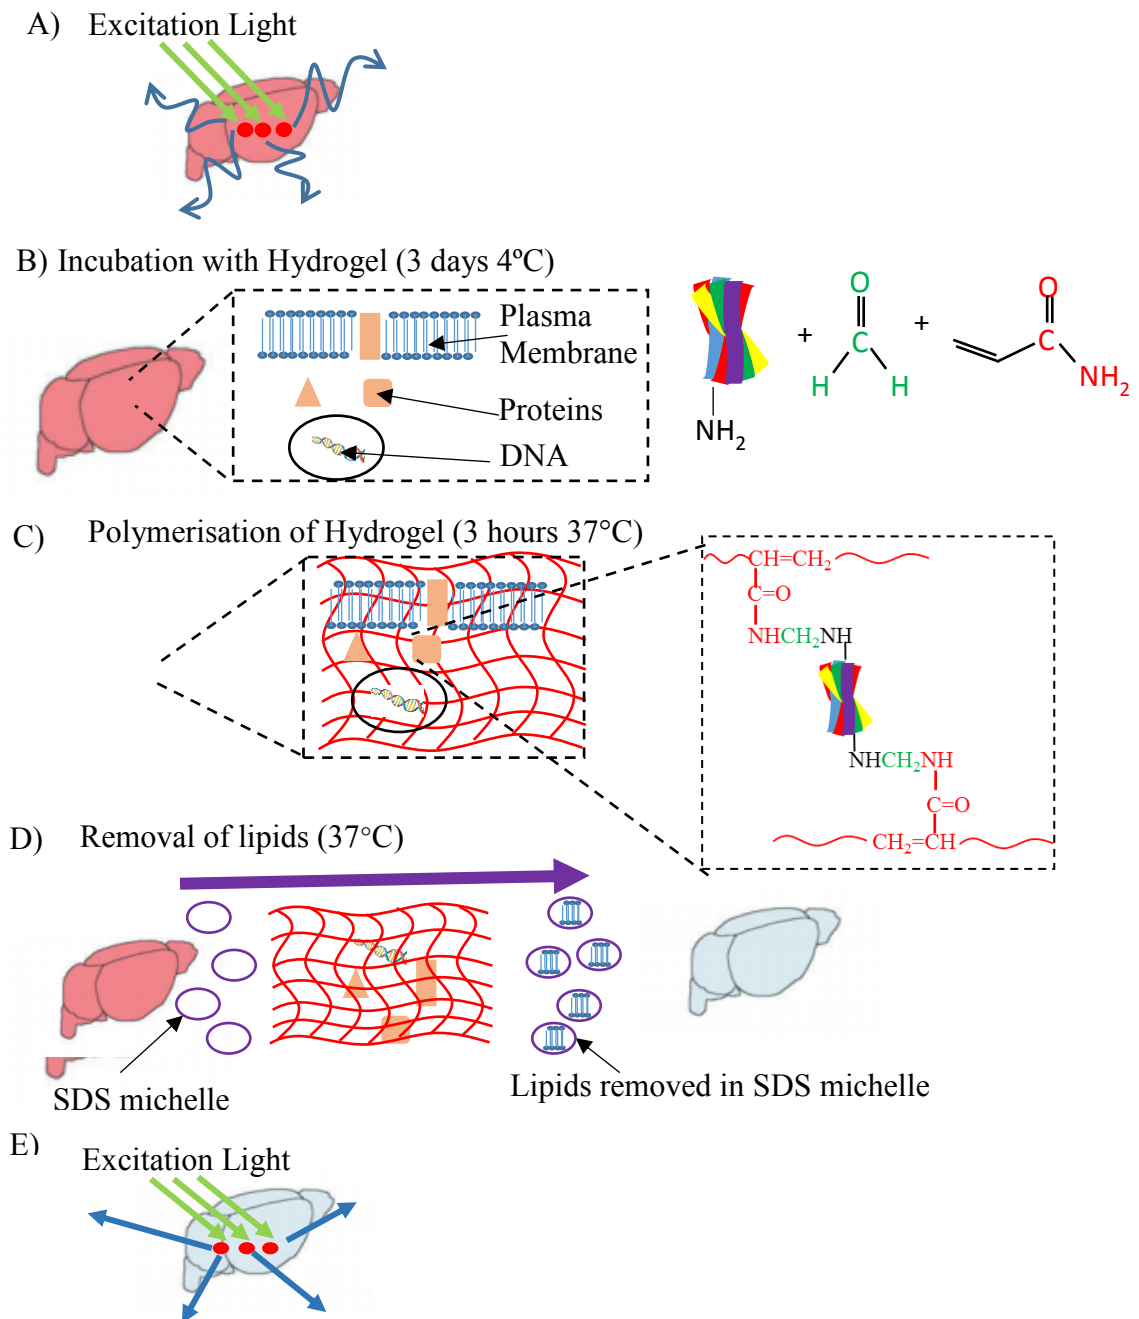 A) Excitation Light
B) Incubation with Hydrogel (3 days 4ºC)
Plasma
Membrane
Proteins
DNA
NH2
+
O
C
H H
+
O
C
NH2
C) Polymerisation of Hydrogel (3 hours 37°C)
CH=CH2
C=O
NHCH2NH
NHCH2NH
C=O
CH2=CH
D) Removal of lipids (37°C)
SDS michelle
Lipids removed in SDS michelle
E)
Excitation Light